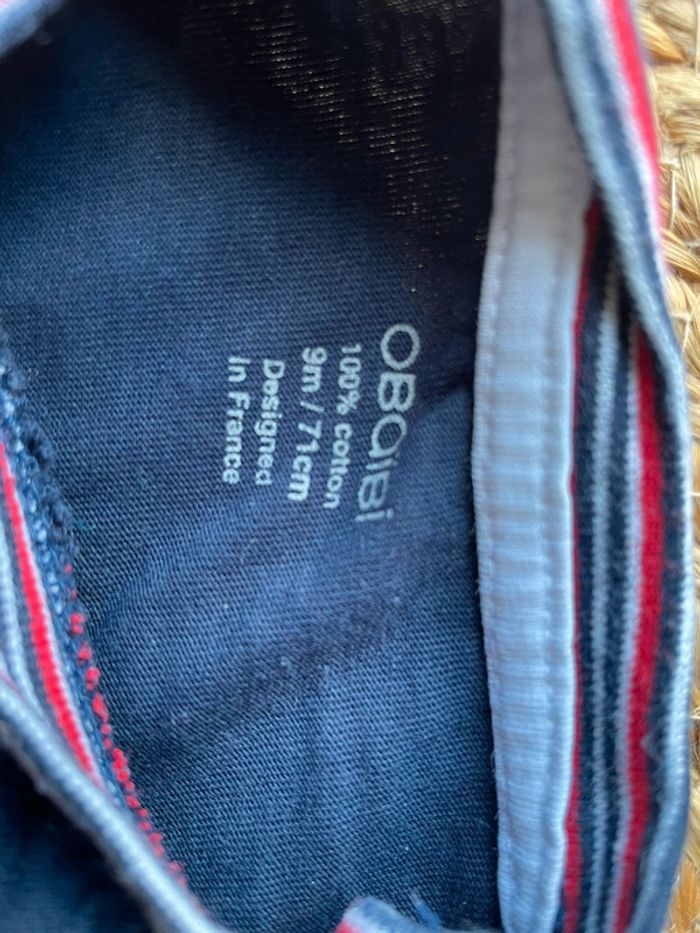 OBAIBI
100% cotton
9m / 71cm
Designed
In France